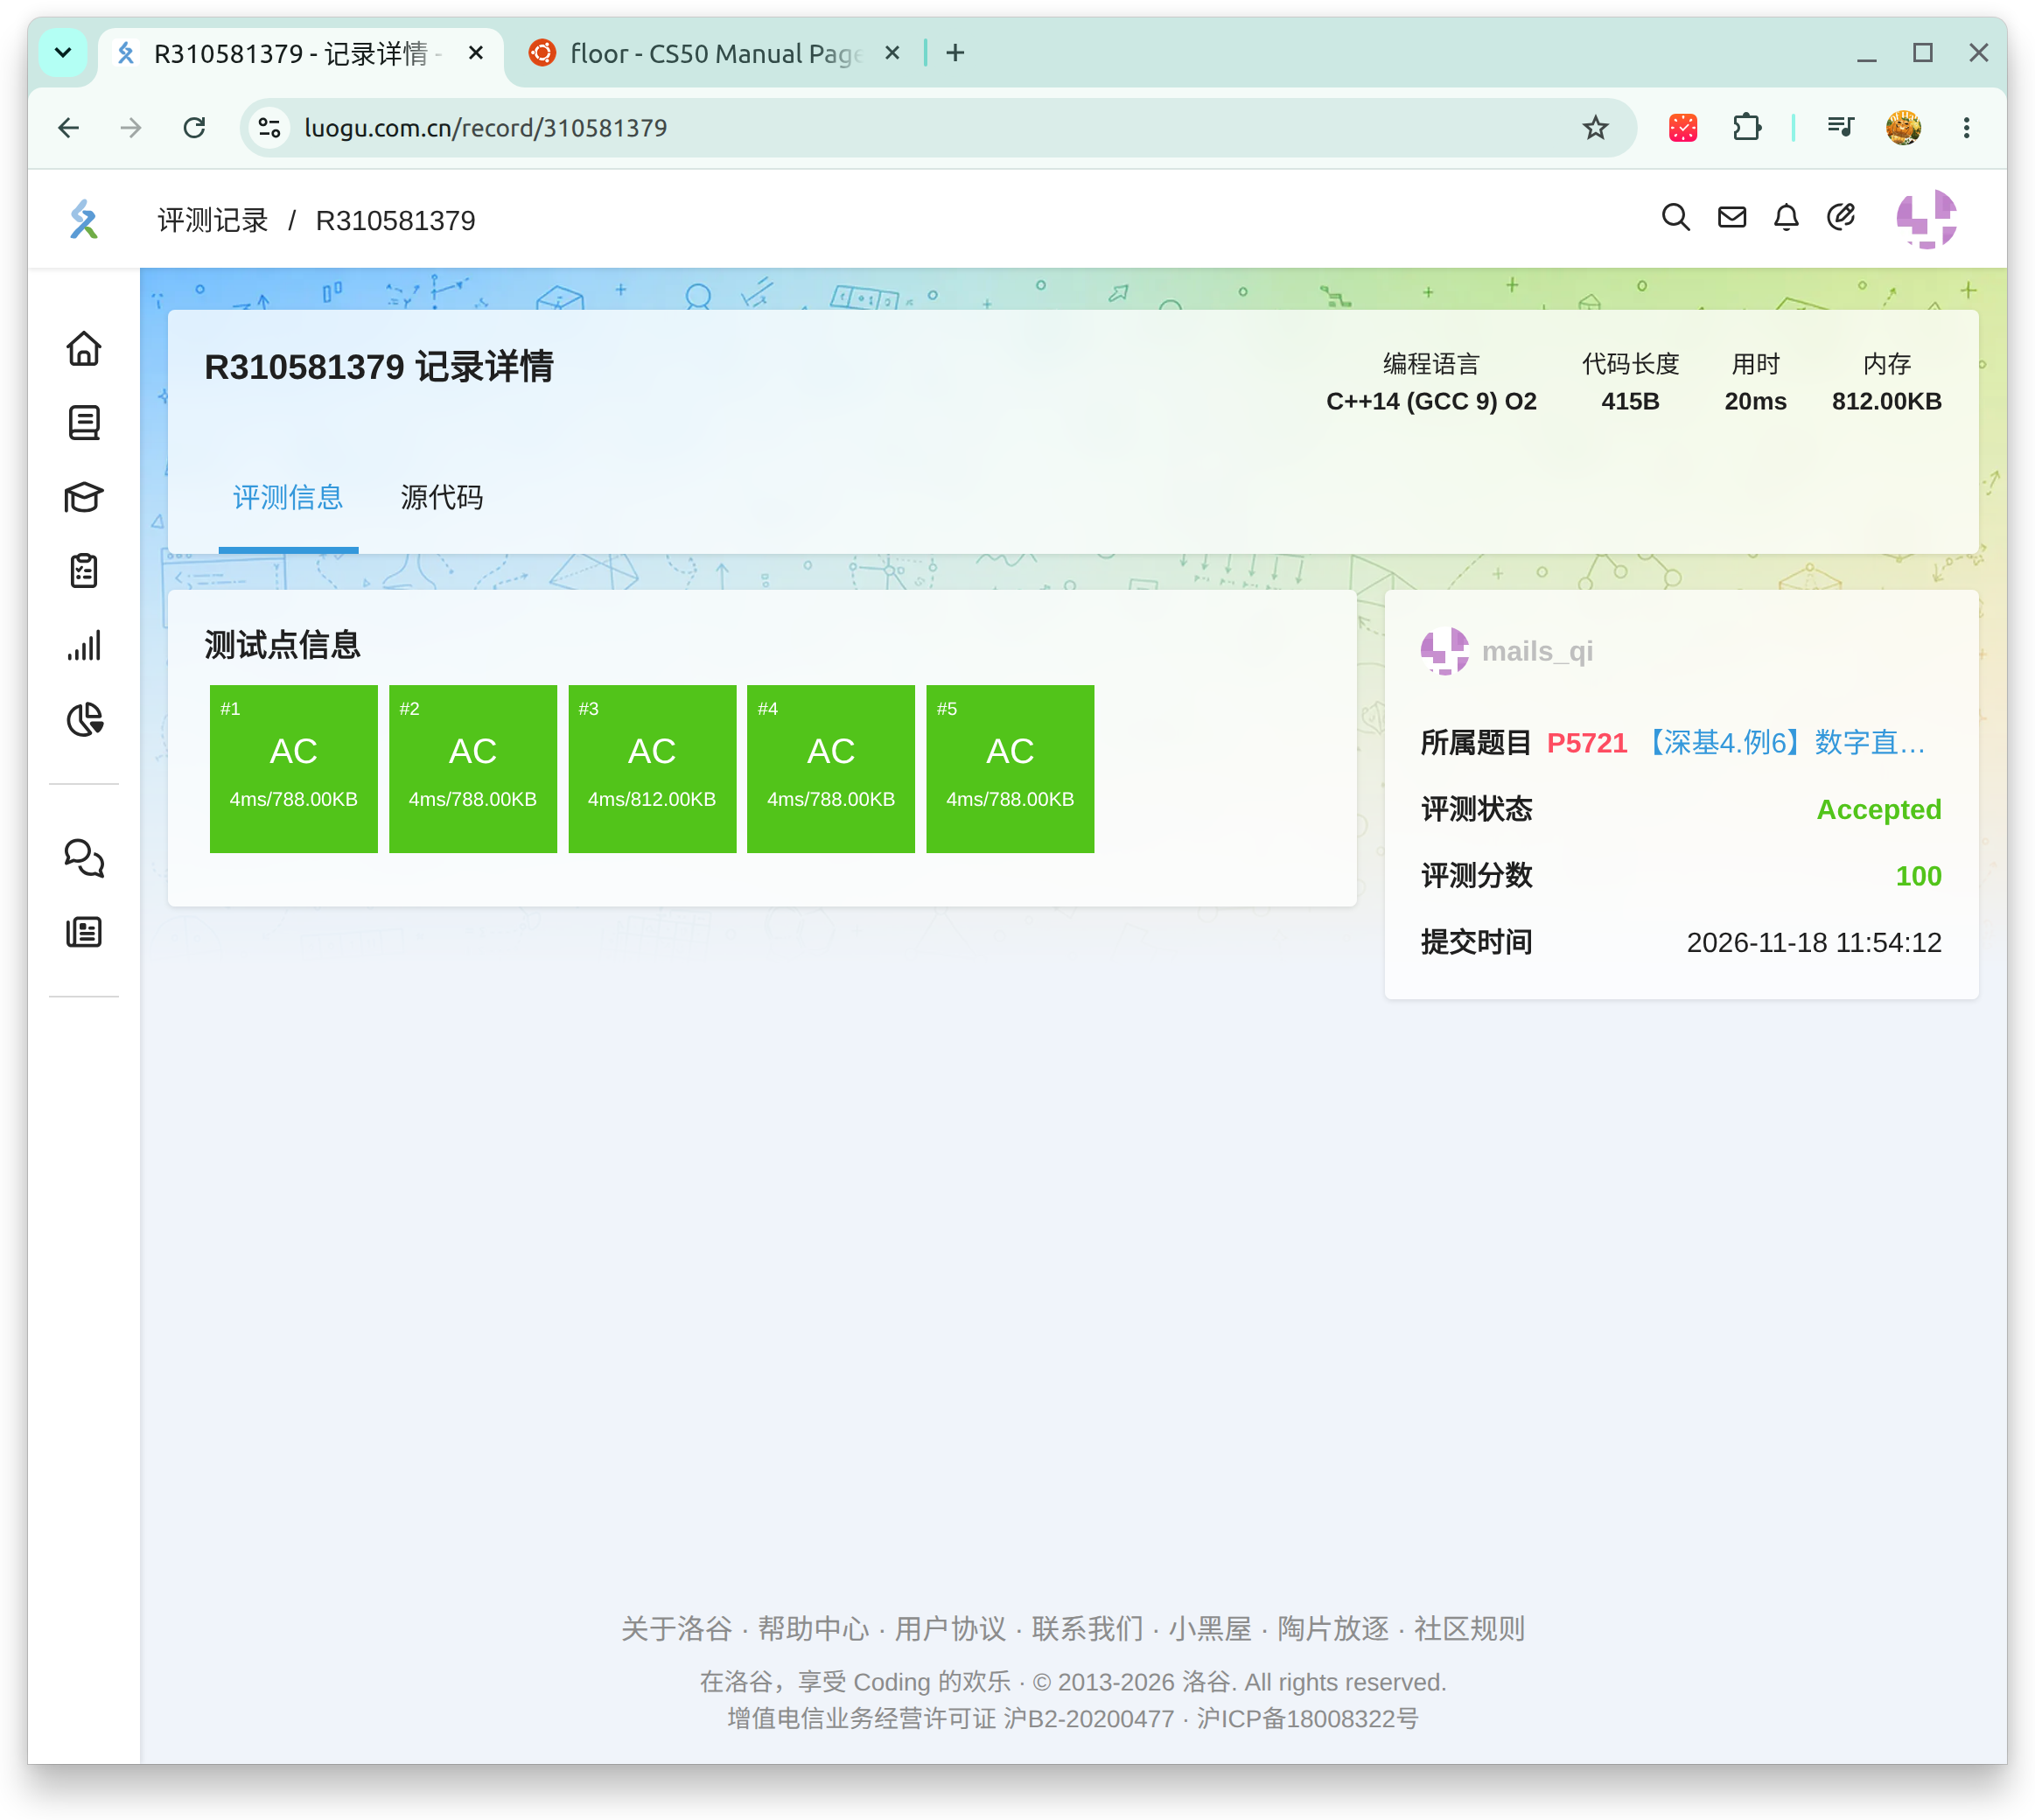 R310581379 - 记录详情 -
floor - CS50 Manual Page
luogu.com.cn/record/310581379
评测记录 / R310581379
R310581379 记录详情
编程语言 代码长度 用时 内存
C++14 (GCC 9) O2 415B 20ms 812.00KB
评测信息 源代码
测试点信息
#1 #2 #3 #4 #5
AC AC AC AC AC
4ms/788.00KB 4ms/788.00KB 4ms/812.00KB 4ms/788.00KB 4ms/788.00KB
mails_qi
所属题目 P5721 【深基4.例6】数字直…
评测状态 Accepted
评测分数 100
提交时间 2026-11-18 11:54:12
关于洛谷 · 帮助中心 · 用户协议 · 联系我们 · 小黑屋 · 陶片放逐 · 社区规则
在洛谷，享受 Coding 的欢乐 · © 2013-2026 洛谷. All rights reserved.
增值电信业务经营许可证 沪B2-20200477 · 沪ICP备18008322号